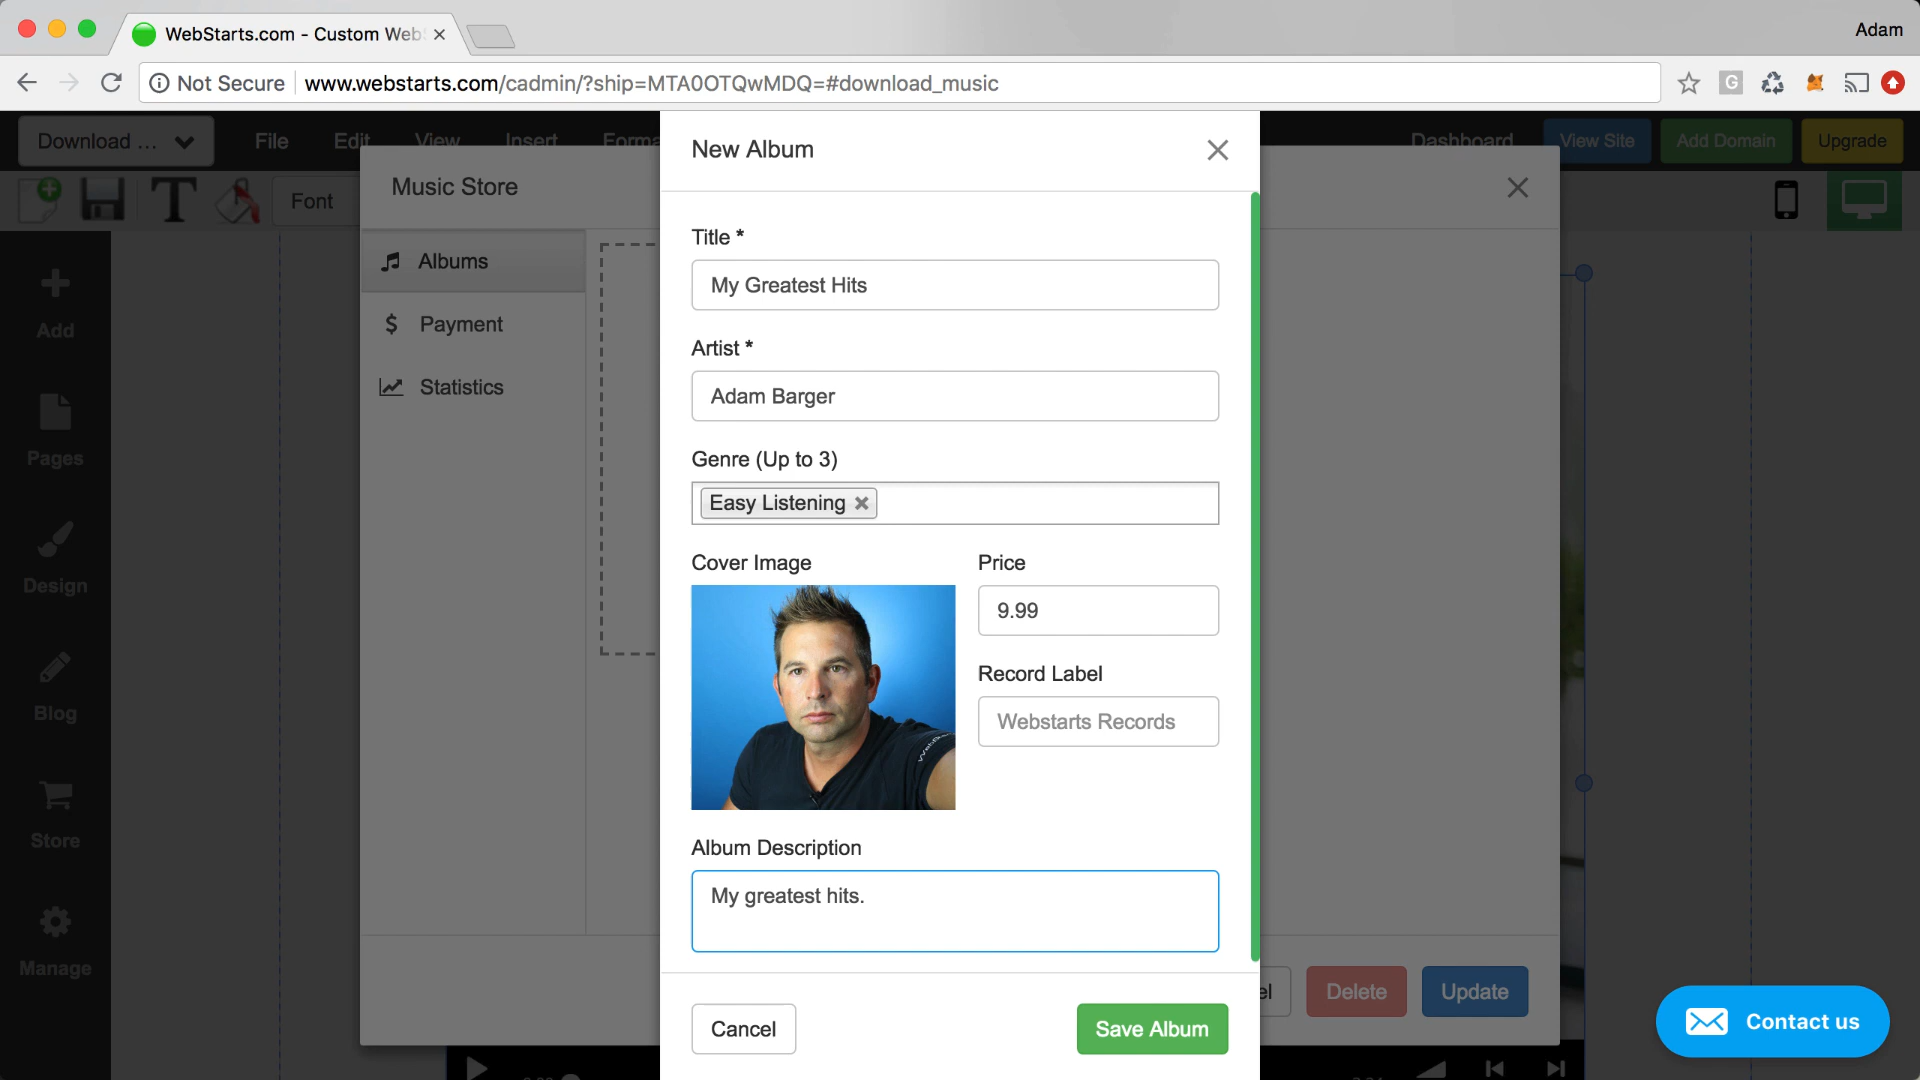 WebStarts.com - Custom Web
Adam
Not Secure
www.webstarts.com/cadmin/?ship=MTA0OTQwMDQ=#download_music
G
Download ...
File
Edit
View
Insert
Forma
Dashboard
View Site
Add Domain
Upgrade
Font
Add
Pages
Design
Blog
Store
Manage
Music Store
Albums
$ Payment
Statistics
New Album
Title *
My Greatest Hits
Artist *
Adam Barger
Genre (Up to 3)
Easy Listening
Cover Image
Price
9.99
Record Label
Webstarts Records
Album Description
My greatest hits.
Cancel
Save Album
el
Delete
Update
Contact us